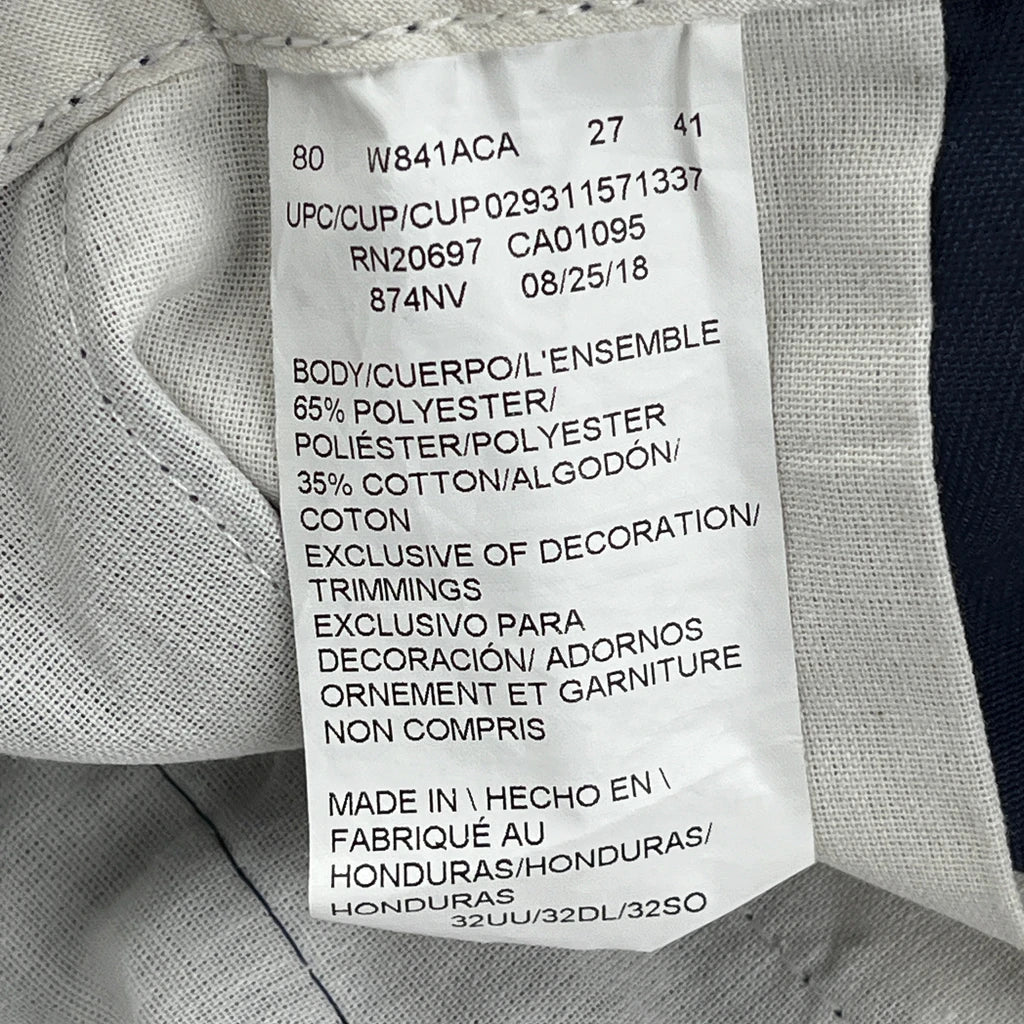 80 W841ACA 27 41
UPC/CUP/CUP 029311571337
RN20697 CA01095
874NV 08/25/18
BODY/CUERPO/L'ENSEMBLE
65% POLYESTER/
POLIÉSTER/POLYESTER
35% COTTON/ALGODÓN/
COTON
EXCLUSIVE OF DECORATION/
TRIMMINGS
EXCLUSIVO PARA
DECORACIÓN/ ADORNOS
ORNEMENT ET GARNITURE
NON COMPRIS
MADE IN \ HECHO EN \
FABRIQUÉ AU
HONDURAS/HONDURAS/
HONDURAS
32UU/32DL/32SO